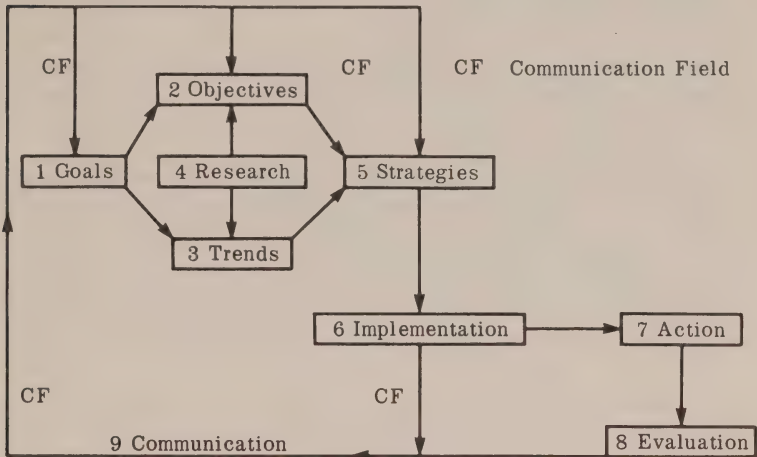 CF
CF
CF Communication Field
2 Objectives
1 Goals
4 Research
5 Strategies
3 Trends
6 Implementation
7 Action
CF
CF
9 Communication
8 Evaluation